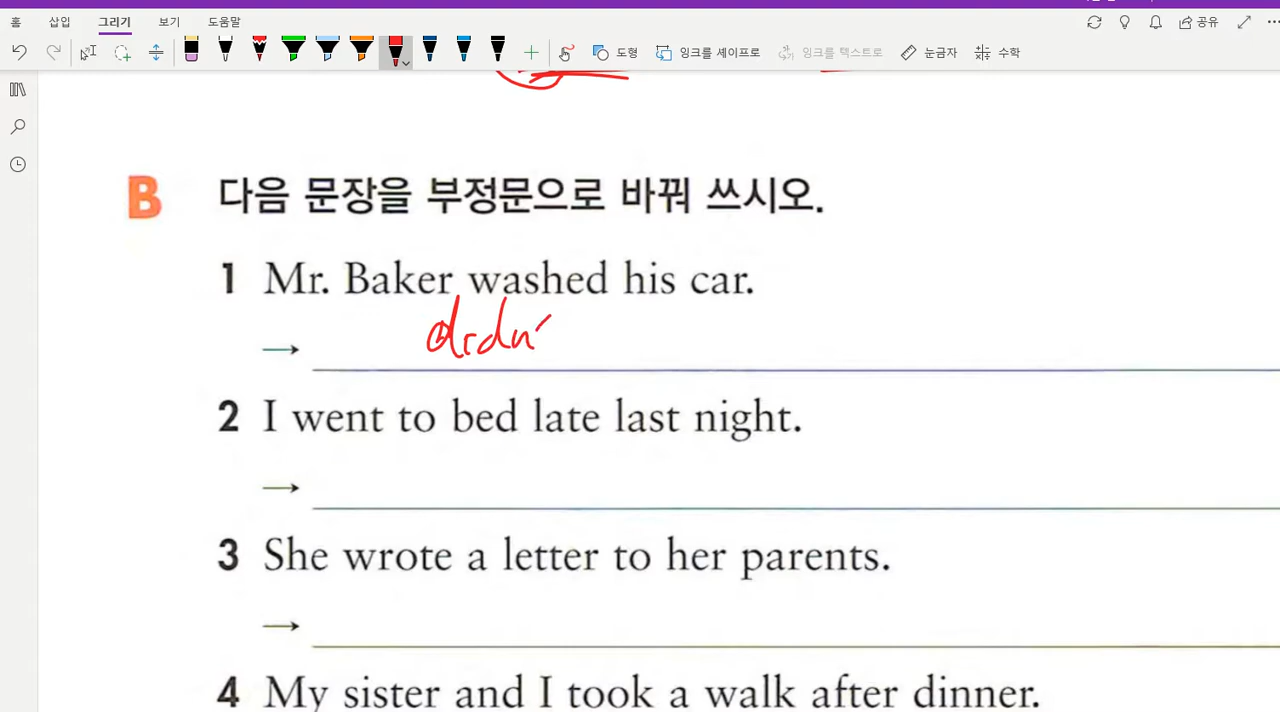 홈 삽입 그리기 보기 도움말 공유
도형 잉크를 셰이프로 잉크를 텍스트로 눈금자 수학
B 다음 문장을 부정문으로 바꿔 쓰시오.
1 Mr. Baker washed his car.
→ didn'
2 I went to bed late last night.
→
3 She wrote a letter to her parents.
→
4 My sister and I took a walk after dinner.